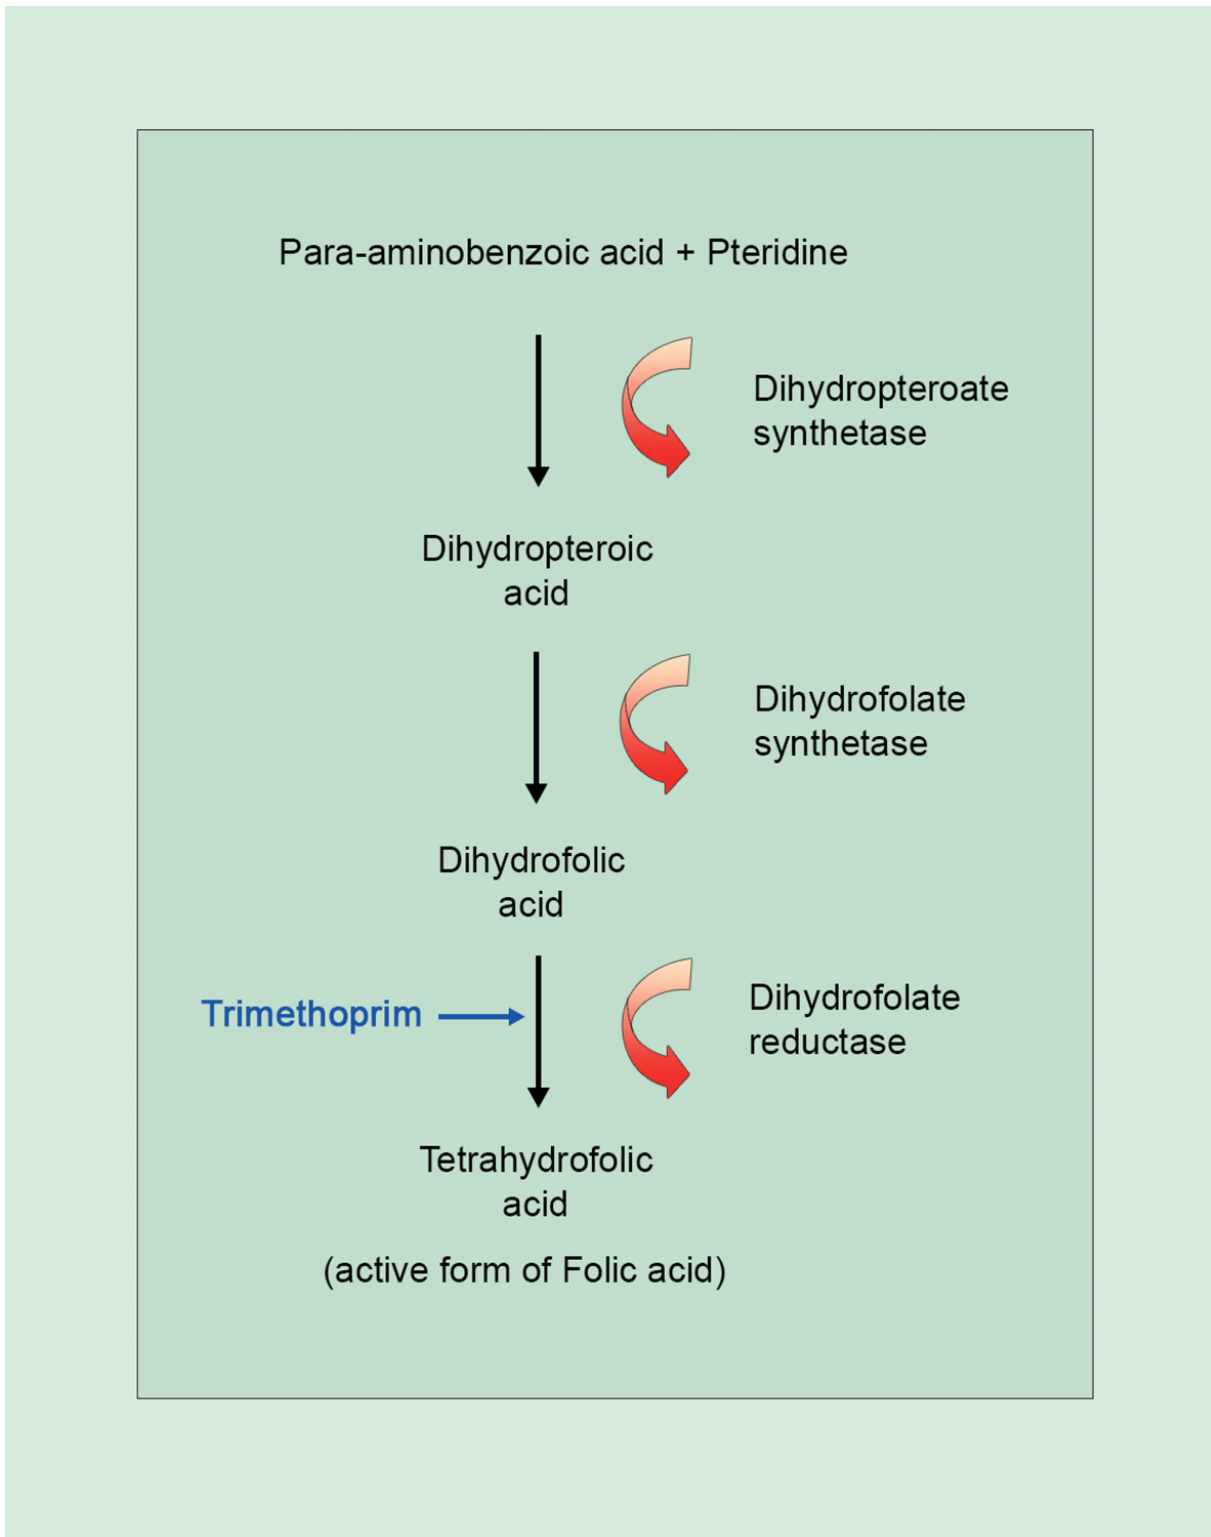 Para-aminobenzoic acid + Pteridine
Dihydropteroate
synthetase
Dihydropteroic
acid
Dihydrofolate
synthetase
Dihydrofolic
acid
Trimethoprim
Dihydrofolate
reductase
Tetrahydrofolic
acid
(active form of Folic acid)